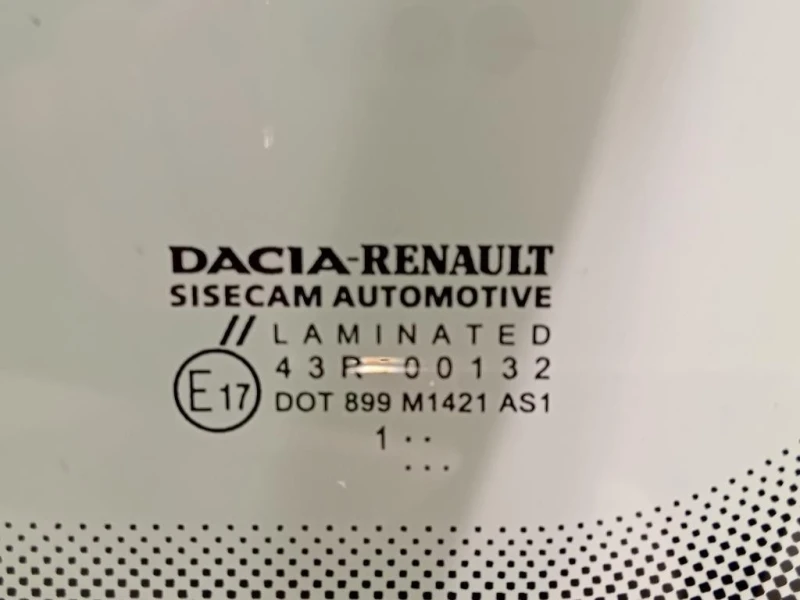 DACIA-RENAULT
SISECAM AUTOMOTIVE
// LAMINATED
43R-00132
E17
DOT 899 M1421 AS1
1 ..
...